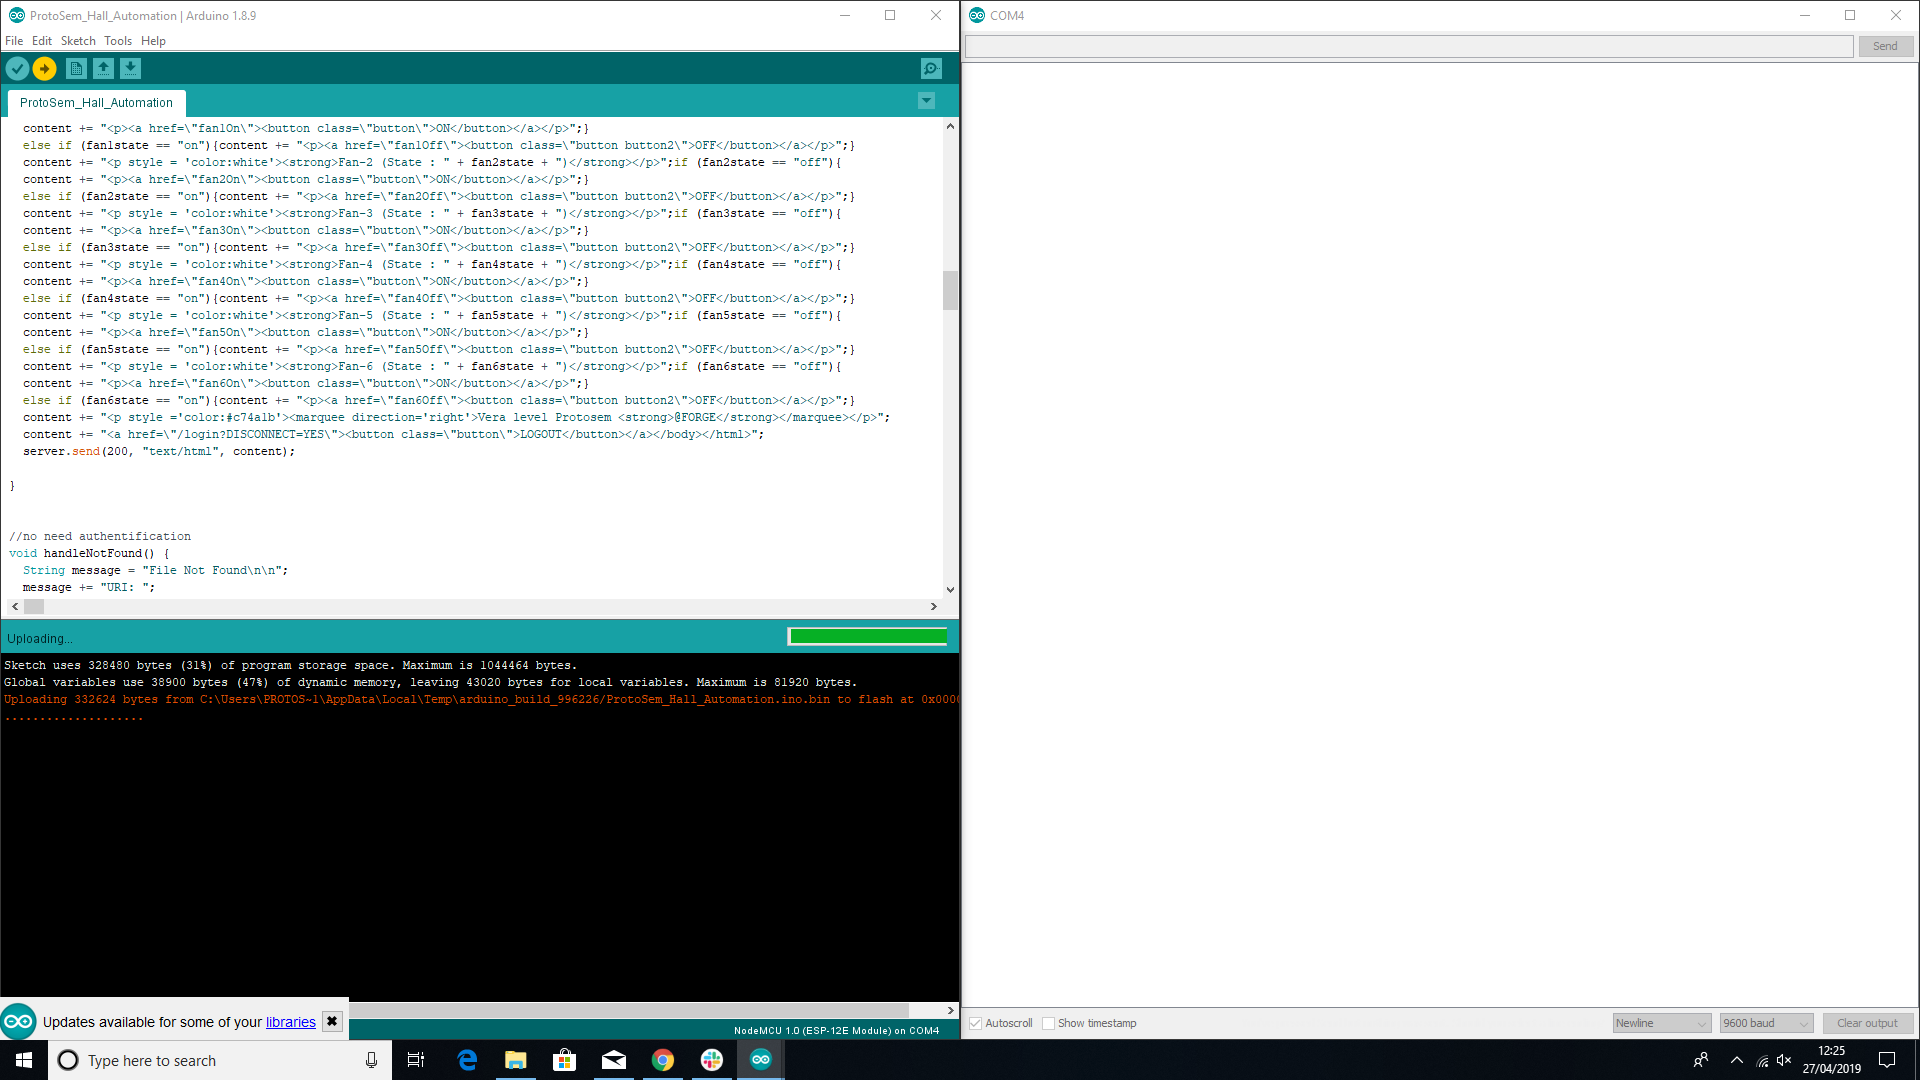 ProtoSem_Hall_Automation | Arduino 1.8.9
File Edit Sketch Tools Help
ProtoSem_Hall_Automation
content += "<p><a href=\"fan1On\"><button class=\"button\">ON</button></a></p>";}
else if (fan1state == "on"){content += "<p><a href=\"fan1Off\"><button class=\"button button2\">OFF</button></a></p>";}
content += "<p style = 'color:white'><strong>Fan-2 (State : " + fan2state + ")</strong></p>";if (fan2state == "off"){
content += "<p><a href=\"fan2On\"><button class=\"button\">ON</button></a></p>";}
else if (fan2state == "on"){content += "<p><a href=\"fan2Off\"><button class=\"button button2\">OFF</button></a></p>";}
content += "<p style = 'color:white'><strong>Fan-3 (State : " + fan3state + ")</strong></p>";if (fan3state == "off"){
content += "<p><a href=\"fan3On\"><button class=\"button\">ON</button></a></p>";}
else if (fan3state == "on"){content += "<p><a href=\"fan3Off\"><button class=\"button button2\">OFF</button></a></p>";}
content += "<p style = 'color:white'><strong>Fan-4 (State : " + fan4state + ")</strong></p>";if (fan4state == "off"){
content += "<p><a href=\"fan4On\"><button class=\"button\">ON</button></a></p>";}
else if (fan4state == "on"){content += "<p><a href=\"fan4Off\"><button class=\"button button2\">OFF</button></a></p>";}
content += "<p style = 'color:white'><strong>Fan-5 (State : " + fan5state + ")</strong></p>";if (fan5state == "off"){
content += "<p><a href=\"fan5On\"><button class=\"button\">ON</button></a></p>";}
else if (fan5state == "on"){content += "<p><a href=\"fan5Off\"><button class=\"button button2\">OFF</button></a></p>";}
content += "<p style = 'color:white'><strong>Fan-6 (State : " + fan6state + ")</strong></p>";if (fan6state == "off"){
content += "<p><a href=\"fan6On\"><button class=\"button\">ON</button></a></p>";}
else if (fan6state == "on"){content += "<p><a href=\"fan6Off\"><button class=\"button button2\">OFF</button></a></p>";}
content += "<p style ='color:#c74a1b'><marquee direction='right'>Vera level Protosem <strong>@FORGE</strong></marquee></p>";
content += "<a href=\"/login?DISCONNECT=YES\"><button class=\"button\">LOGOUT</button></a></body></html>";
server.send(200, "text/html", content);
}
//no need authentification
void handleNotFound() {
String message = "File Not Found\n\n";
message += "URI: ";
Uploading...
Sketch uses 328480 bytes (31%) of program storage space. Maximum is 1044464 bytes.
Global variables use 38900 bytes (47%) of dynamic memory, leaving 43020 bytes for local variables. Maximum is 81920 bytes.
Uploading 332624 bytes from C:\Users\PROTOS~1\AppData\Local\Temp\arduino_build_996226/ProtoSem_Hall_Automation.ino.bin to flash at 0x0000
....................
Updates available for some of your libraries
NodeMCU 1.0 (ESP-12E Module) on COM4
COM4
Send
Autoscroll Show timestamp
Newline 9600 baud Clear output
Type here to search
12:25
27/04/2019